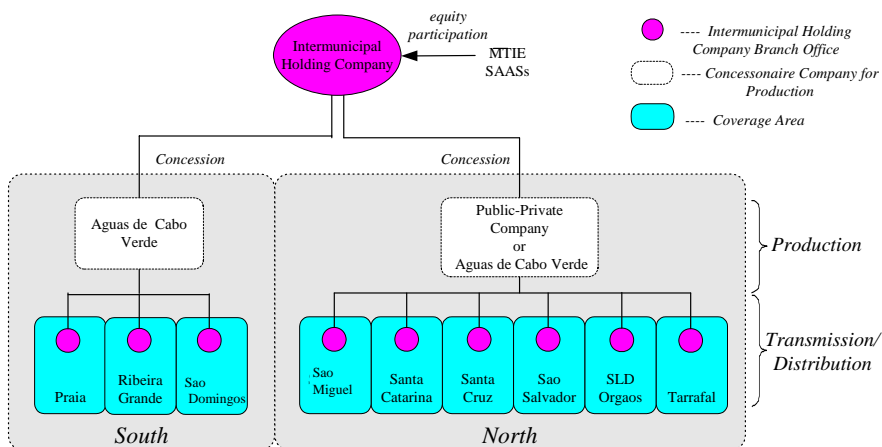 equity
participation
Intermunicipal
Holding Company
MTIE
SAASs
---- Intermunicipal Holding
Company Branch Office
---- Concessonaire Company for
Production
---- Coverage Area
Concession
Concession
Aguas de Cabo
Verde
Public-Private
Company
or
Aguas de Cabo Verde
Production
Praia
Ribeira
Grande
Sao
Domingos
Sao
Miguel
Santa
Catarina
Santa
Cruz
Sao
Salvador
SLD
Orgaos
Tarrafal
Transmission/
Distribution
South
North